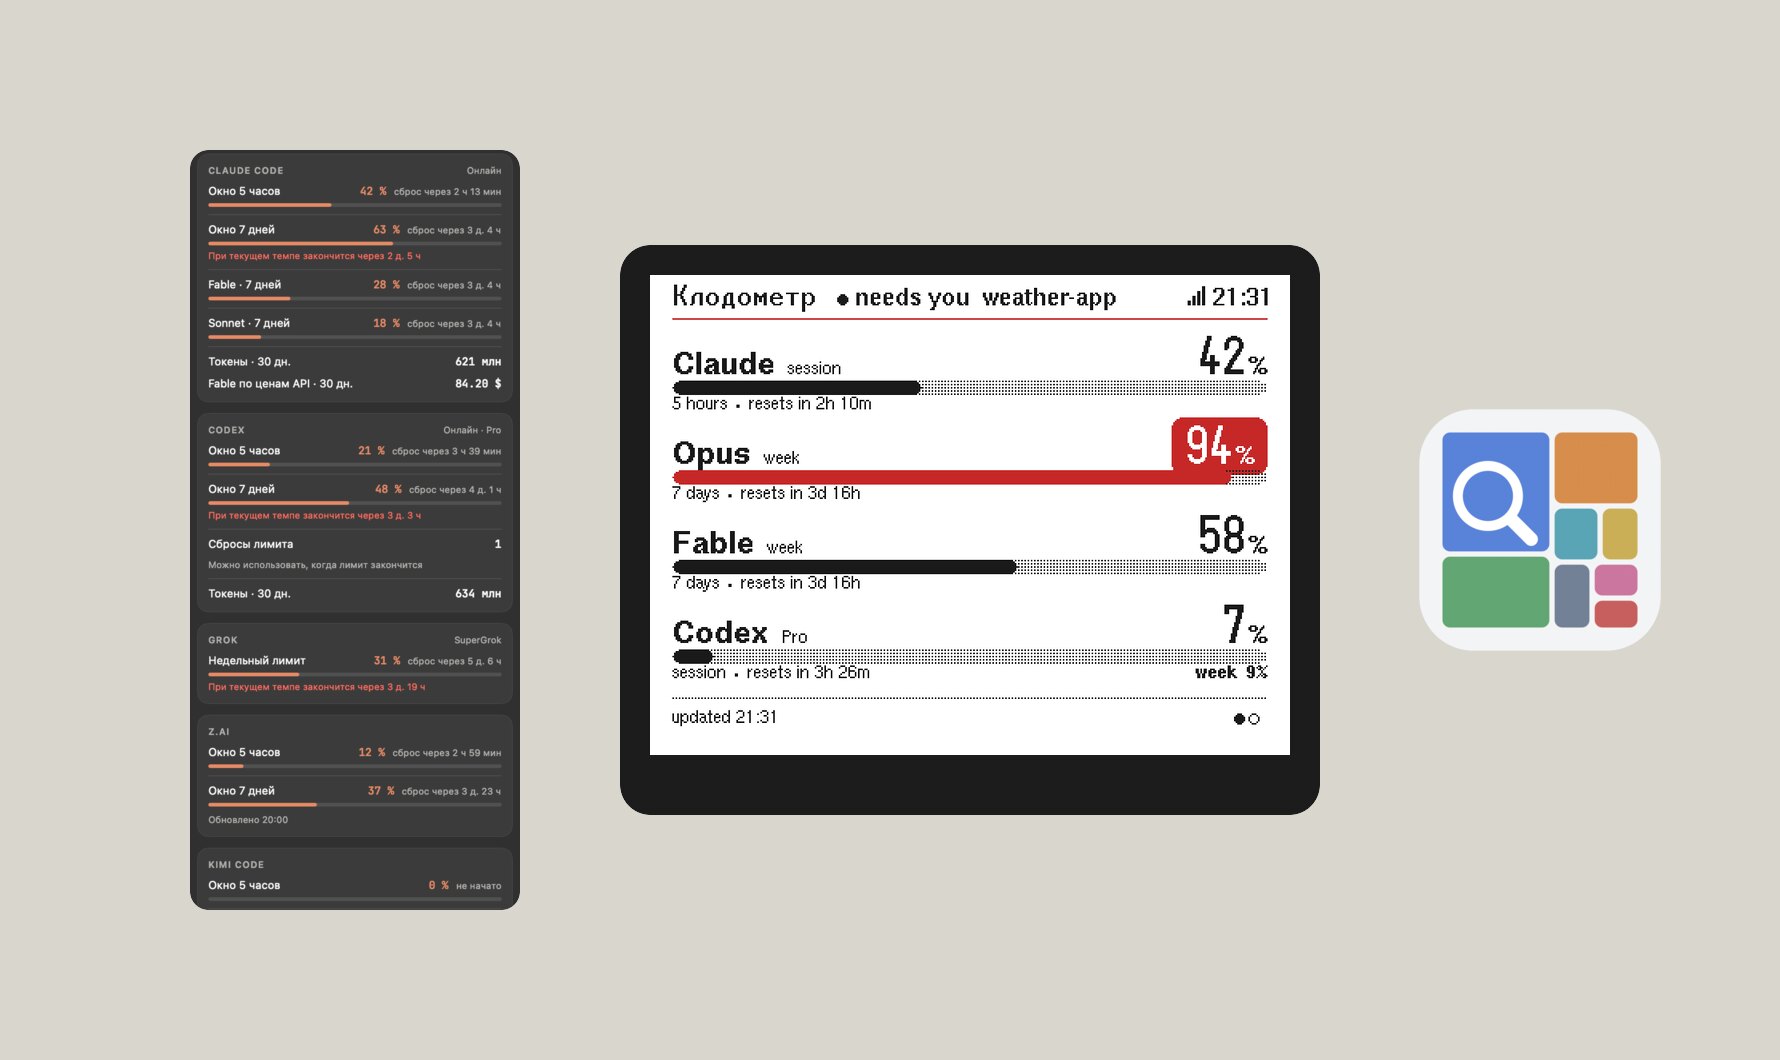 CLAUDE CODE Онлайн
Окно 5 часов 42 % сброс через 2 ч 13 мин
Окно 7 дней 63 % сброс через 3 д. 4 ч
При текущем темпе закончится через 2 д. 5 ч
Fable · 7 дней 28 % сброс через 3 д. 4 ч
Sonnet · 7 дней 18 % сброс через 3 д. 4 ч
Токены · 30 дн. 621 млн
Fable по ценам API · 30 дн. 84.20 $
CODEX Онлайн · Pro
Окно 5 часов 21 % сброс через 3 ч 39 мин
Окно 7 дней 48 % сброс через 4 д. 1 ч
При текущем темпе закончится через 3 д. 3 ч
Сбросы лимита 1
Можно использовать, когда лимит закончится
Токены · 30 дн. 634 млн
GROK SuperGrok
Недельный лимит 31 % сброс через 5 д. 6 ч
При текущем темпе закончится через 3 д. 19 ч
Z.AI
Окно 5 часов 12 % сброс через 2 ч 59 мин
Окно 7 дней 37 % сброс через 3 д. 23 ч
Обновлено 20:00
KIMI CODE
Окно 5 часов 0 % не начато
Клодометр ● needs you weather-app 21:31
Claude session 42%
5 hours • resets in 2h 10m
Opus week 94%
7 days • resets in 3d 16h
Fable week 58%
7 days • resets in 3d 16h
Codex Pro 7%
session • resets in 3h 26m week 9%
updated 21:31